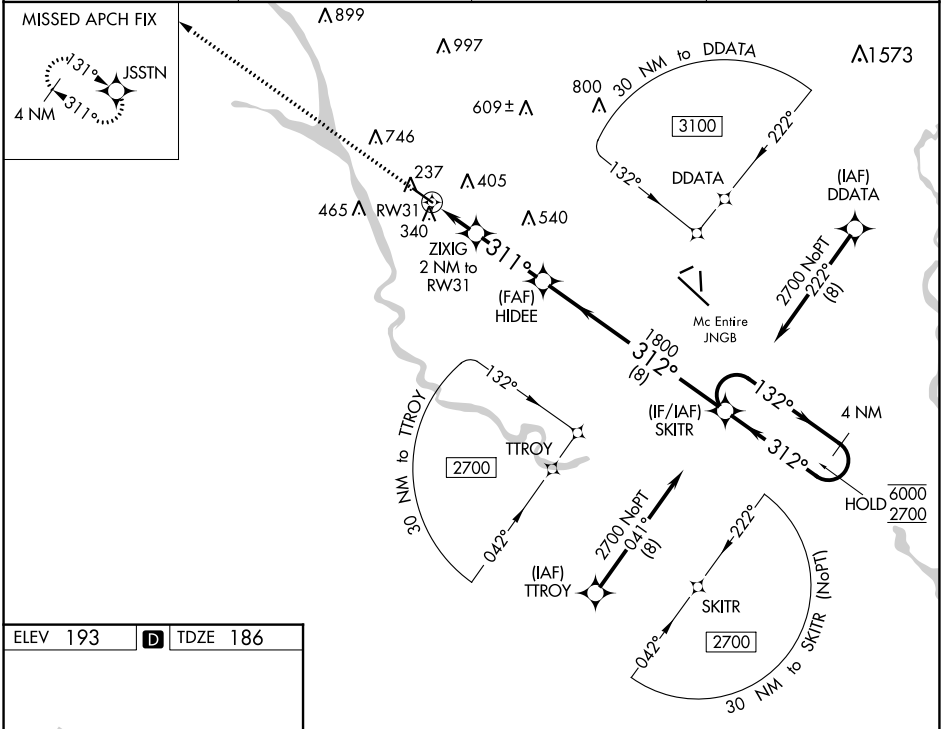 MISSED APCH FIX
131°
JSSTN
311°
4 NM
899
997
1573
30 NM to DDATA
800
609±
3100
746
222°
132°
237
405
DDATA
(IAF)
DDATA
465
RW31
340
540
ZIXIG
2 NM to
RW31
311°
2700 NoPT
222°
(8)
(FAF)
HIDEE
Mc Entire
JNGB
1800
312°
(8)
132°
132°
4 NM
(IF/IAF)
SKITR
312°
30 NM to TTROY
TTROY
2700
HOLD
6000
2700
042°
2700 NoPT
041°
(8)
222°
(IAF)
TTROY
SKITR
2700
042°
30 NM to SKITR (NoPT)
ELEV 193
D
TDZE 186